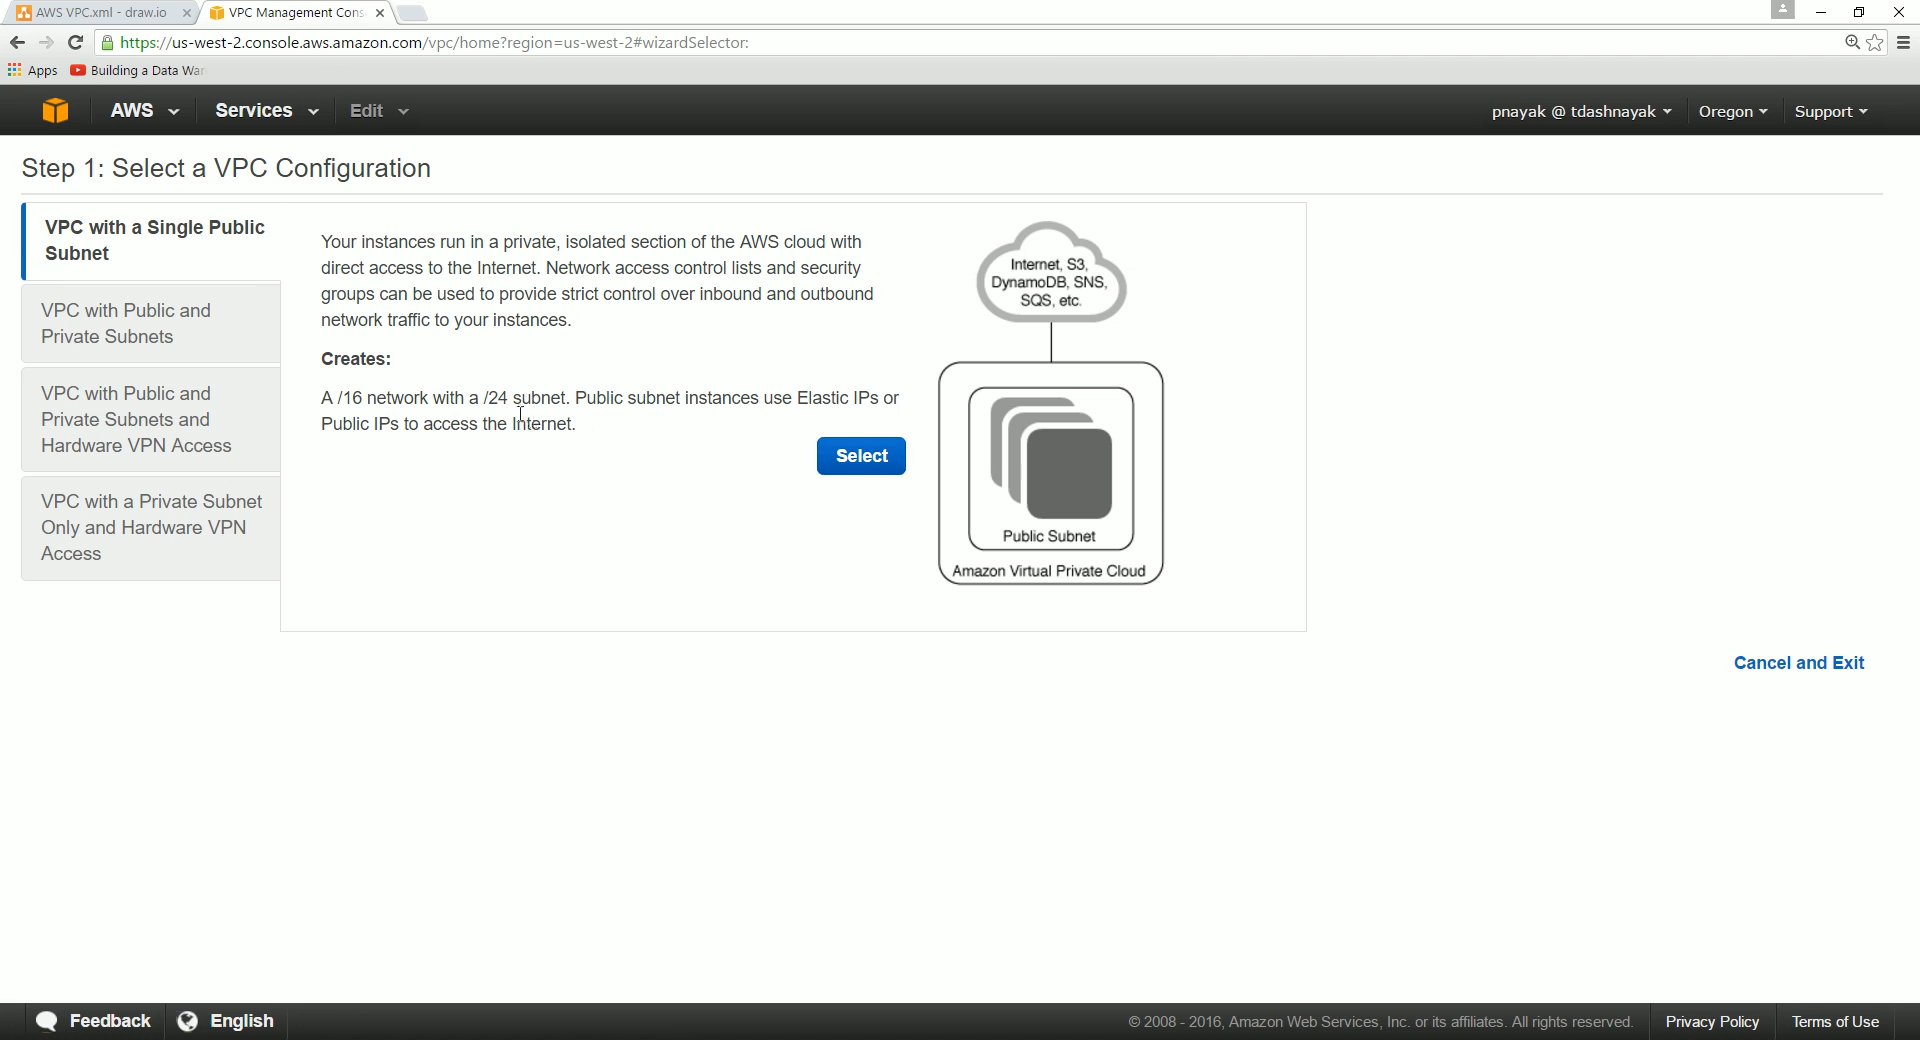 AWS VPC.xml - draw.io
VPC Management Cons
https://us-west-2.console.aws.amazon.com/vpc/home?region=us-west-2#wizardSelector:
Apps
Building a Data War
AWS
Services
Edit
pnayak @ tdashnayak
Oregon
Support
Step 1: Select a VPC Configuration
VPC with a Single Public
Subnet
VPC with Public and
Private Subnets
VPC with Public and
Private Subnets and
Hardware VPN Access
VPC with a Private Subnet
Only and Hardware VPN
Access
Your instances run in a private, isolated section of the AWS cloud with
direct access to the Internet. Network access control lists and security
groups can be used to provide strict control over inbound and outbound
network traffic to your instances.
Creates:
A /16 network with a /24 subnet. Public subnet instances use Elastic IPs or
Public IPs to access the Internet.
Select
Internet, S3,
DynamoDB, SNS,
SQS, etc.
Public Subnet
Amazon Virtual Private Cloud
Cancel and Exit
Feedback
English
© 2008 - 2016, Amazon Web Services, Inc. or its affiliates. All rights reserved.
Privacy Policy
Terms of Use